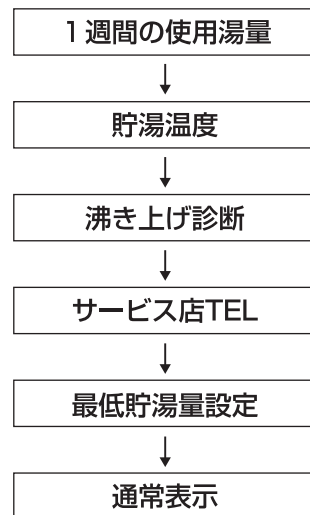 1週間の使用湯量
貯湯温度
沸き上げ診断
サービス店TEL
最低貯湯量設定
通常表示